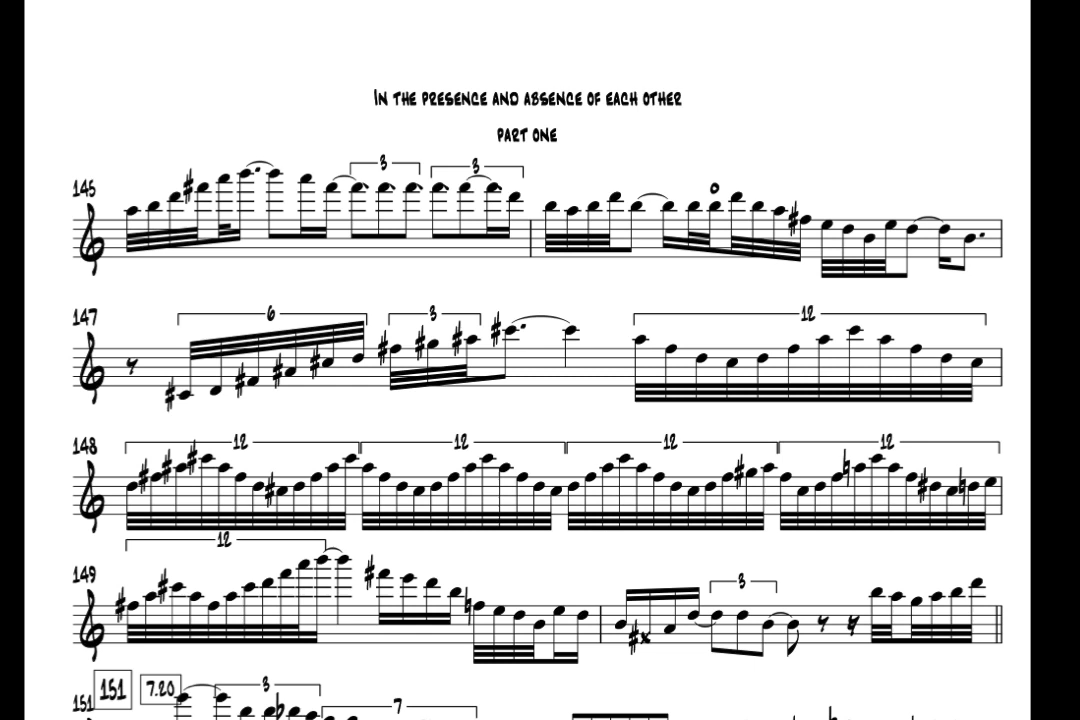 IN THE PRESENCE AND ABSENCE OF EACH OTHER
PART ONE
145
3 3
147
6 3 12
148
12 12 12 12
149
12
3
151 151 7.20
3
7